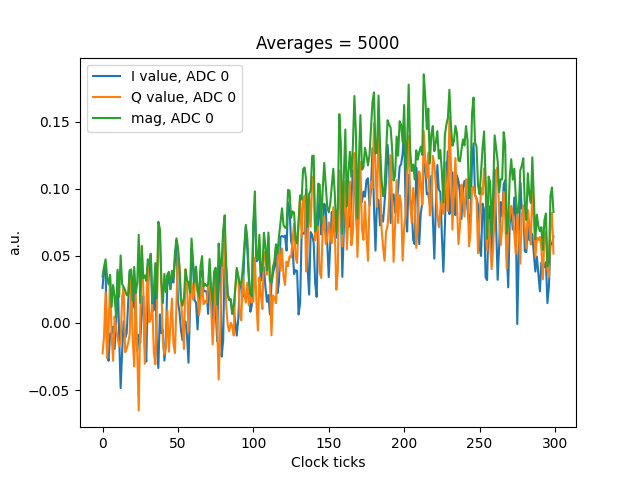 Averages = 5000
I value, ADC 0
Q value, ADC 0
mag, ADC 0
0.15
0.10
0.05
0.00
−0.05
a.u.
0 50 100 150 200 250 300
Clock ticks